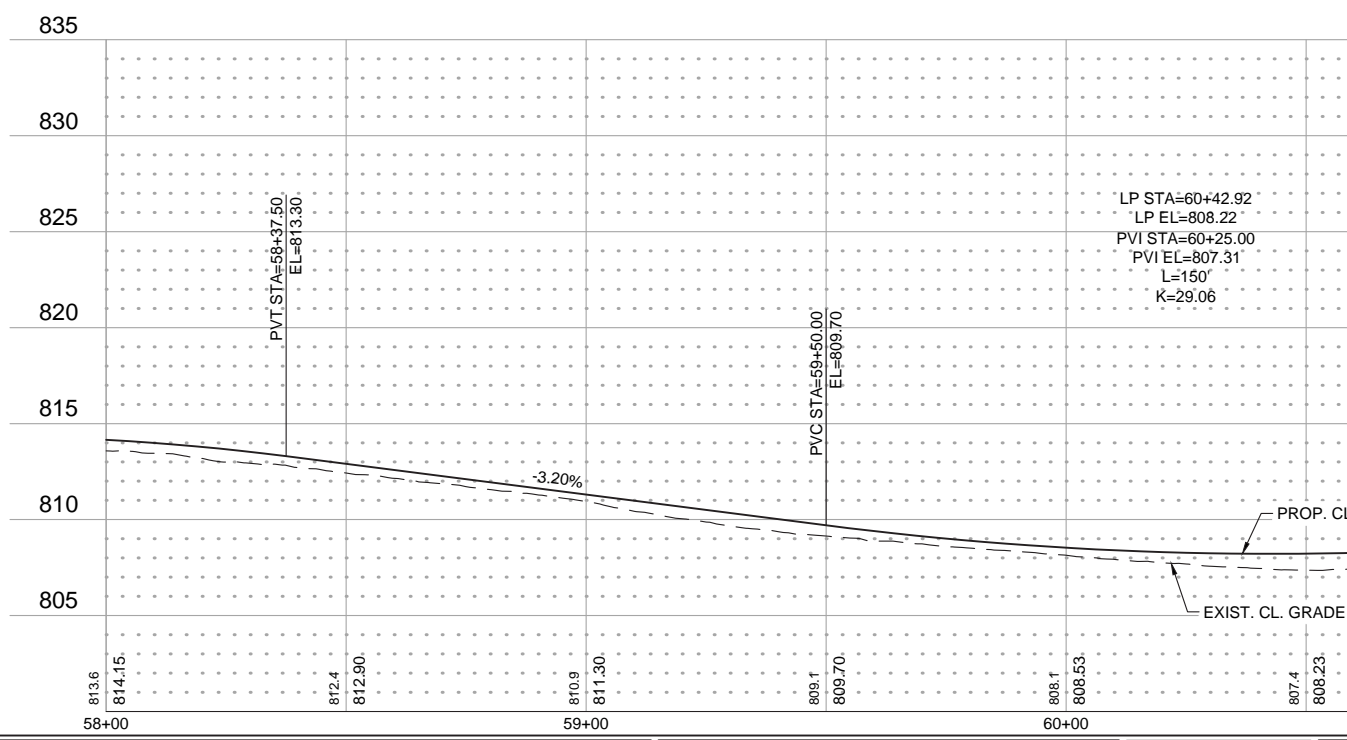 835
830
825
820
815
810
805
PVT STA=58+37.50
EL=813.30
-3.20%
PVC STA=59+50.00
EL=809.70
LP STA=60+42.92
LP EL=808.22
PVI STA=60+25.00
PVI EL=807.31
L=150'
K=29.06
PROP. CL
EXIST. CL. GRADE
813.6
814.15
812.4
812.90
810.9
811.30
809.1
809.70
808.1
808.53
807.4
808.23
58+00
59+00
60+00